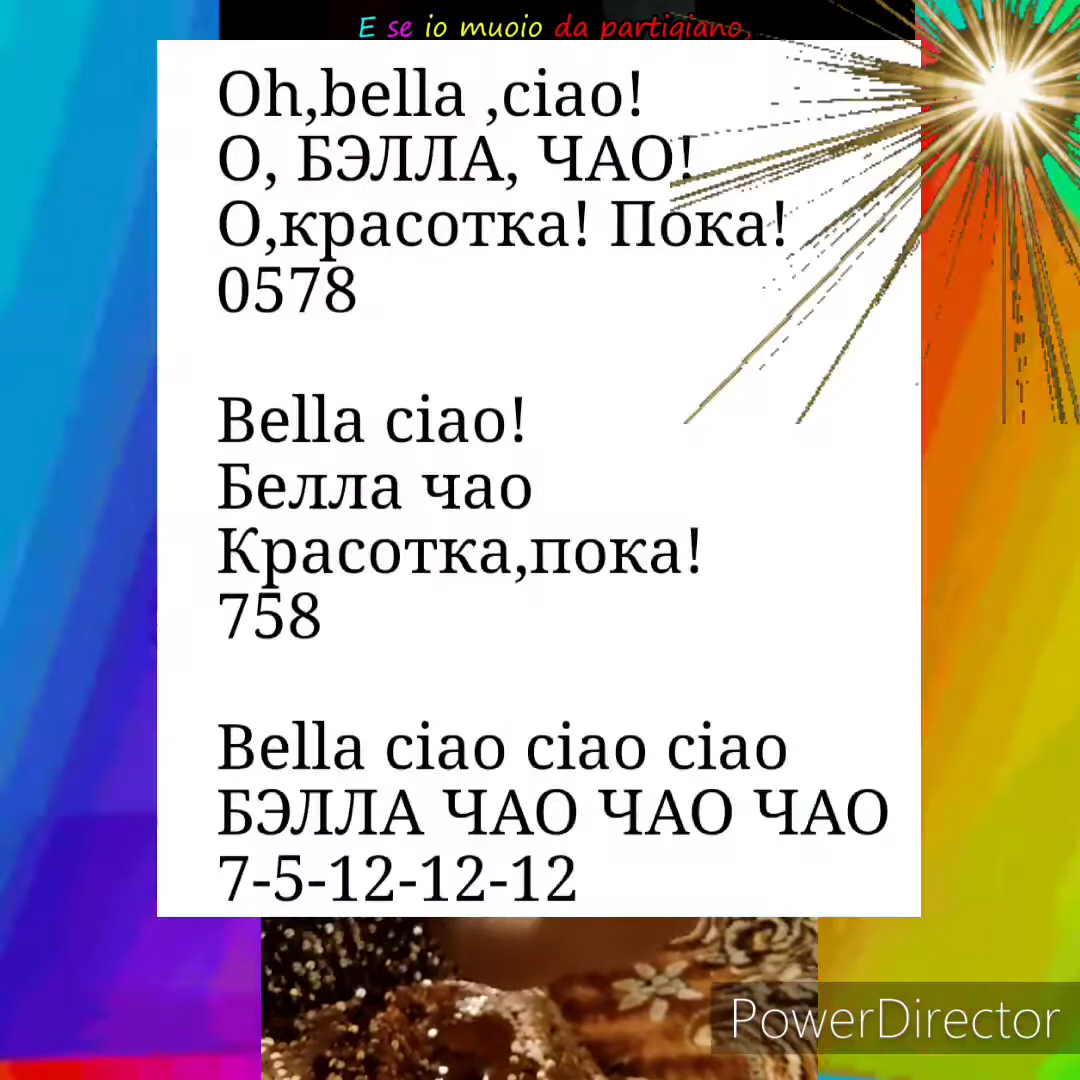 E se io muoio da partigiano,
Oh,bella ,ciao!
О, БЭЛЛА, ЧАО!
О,красотка! Пока!
0578
Bella ciao!
Белла чао
Красотка,пока!
758
Bella ciao ciao ciao
БЭЛЛА ЧАО ЧАО ЧАО
7-5-12-12-12
PowerDirector